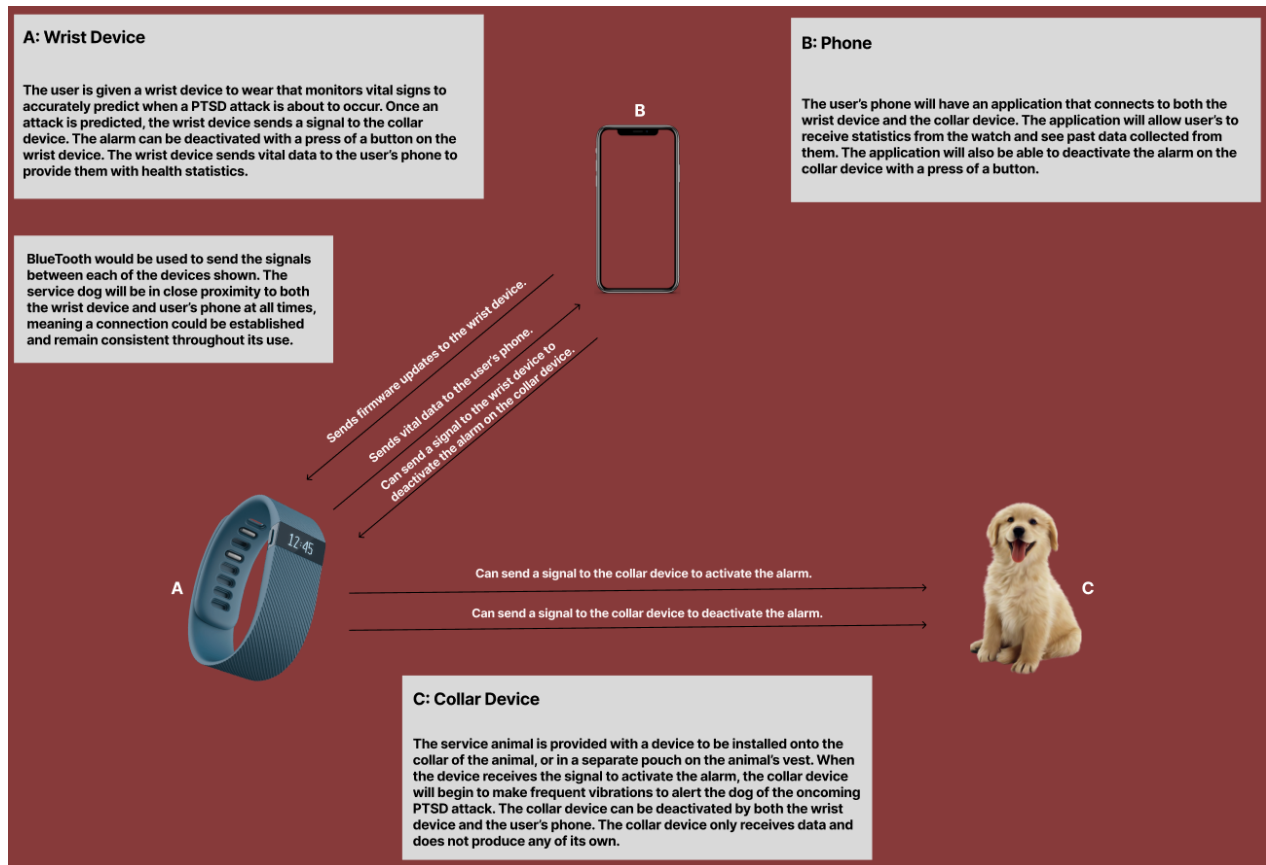 A: Wrist Device
The user is given a wrist device to wear that monitors vital signs to
accurately predict when a PTSD attack is about to occur. Once an
attack is predicted, the wrist device sends a signal to the collar
device. The alarm can be deactivated with a press of a button on the
wrist device. The wrist device sends vital data to the user's phone to
provide them with health statistics.
B: Phone
The user's phone will have an application that connects to both the
wrist device and the collar device. The application will allow user's to
receive statistics from the watch and see past data collected from
them. The application will also be able to deactivate the alarm on the
collar device with a press of a button.
B
BlueTooth would be used to send the signals
between each of the devices shown. The
service dog will be in close proximity to both
the wrist device and user's phone at all times,
meaning a connection could be established
and remain consistent throughout its use.
Sends firmware updates to the wrist device.
Sends vital data to the user's phone.
Can send a signal to the wrist device to
deactivate the alarm on the collar device.
12:45
A
Can send a signal to the collar device to activate the alarm.
Can send a signal to the collar device to deactivate the alarm.
C
C: Collar Device
The service animal is provided with a device to be installed onto the
collar of the animal, or in a separate pouch on the animal's vest. When
the device receives the signal to activate the alarm, the collar device
will begin to make frequent vibrations to alert the dog of the oncoming
PTSD attack. The collar device can be deactivated by both the wrist
device and the user's phone. The collar device only receives data and
does not produce any of its own.